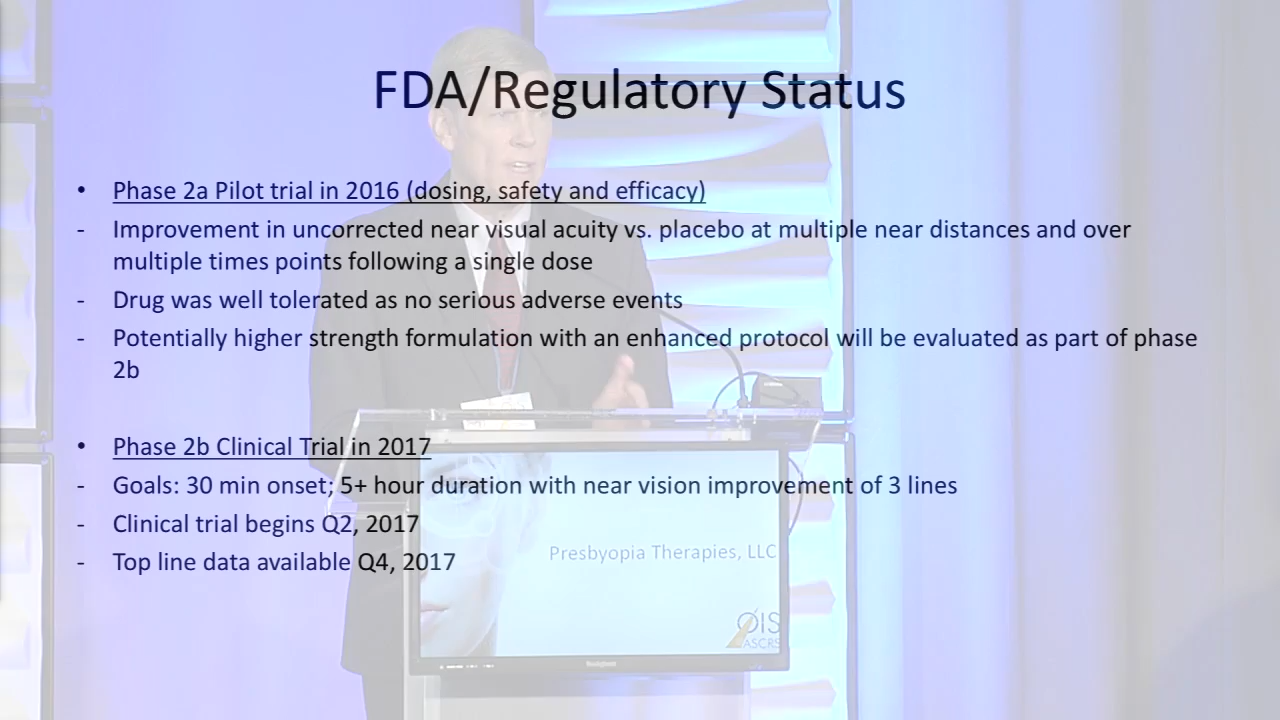 FDA/Regulatory Status
• Phase 2a Pilot trial in 2016 (dosing, safety and efficacy)
- Improvement in uncorrected near visual acuity vs. placebo at multiple near distances and over
multiple times points following a single dose
- Drug was well tolerated as no serious adverse events
- Potentially higher strength formulation with an enhanced protocol will be evaluated as part of phase
2b
• Phase 2b Clinical Trial in 2017
- Goals: 30 min onset; 5+ hour duration with near vision improvement of 3 lines
- Clinical trial begins Q2, 2017
- Top line data available Q4, 2017
Presbyopia Therapies, LLC
OIS
ASCRS